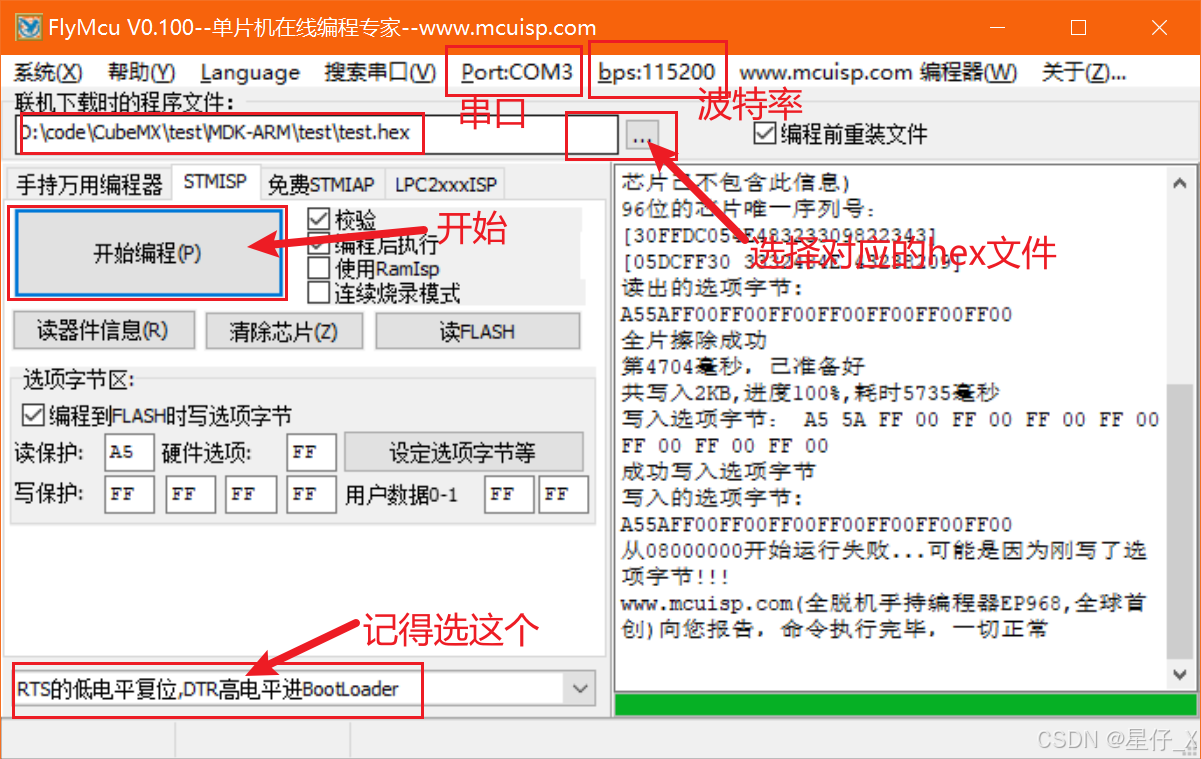 FlyMcu V0.100--单片机在线编程专家--www.mcuisp.com
系统(X) 帮助(Y) Language 搜索串口(V) Port:COM3 bps:115200 www.mcuisp.com 编程器(W) 关于(Z)...
联机下载时的程序文件:
串口
波特率
D:\code\CubeMX\test\MDK-ARM\test\test.hex
...
编程前重装文件
手持万用编程器 STMISP 免费STMIAP LPC2xxxISP
开始编程(P)
开始
校验
编程后执行
使用RamIsp
连续烧录模式
读器件信息(R) 清除芯片(Z) 读FLASH
选项字节区:
编程到FLASH时写选项字节
读保护: A5 硬件选项: FF 设定选项字节等
写保护: FF FF FF FF 用户数据0-1 FF FF
记得选这个
RTS的低电平复位,DTR高电平进BootLoader
芯片已不包含此信息)
96位的芯片唯一序列号:
选择对应的hex文件
读出的选项字节:
A55AFF00FF00FF00FF00FF00FF00FF00
全片擦除成功
第4704毫秒, 已准备好
共写入2KB,进度100%,耗时5735毫秒
写入选项字节: A5 5A FF 00 FF 00 FF 00 FF 00
FF 00 FF 00 FF 00
成功写入选项字节
写入的选项字节:
A55AFF00FF00FF00FF00FF00FF00FF00
从08000000开始运行失败...可能是因为刚写了选
项字节!!!
www.mcuisp.com(全脱机手持编程器EP968,全球首
创)向您报告, 命令执行完毕, 一切正常
CSDN @星仔_X